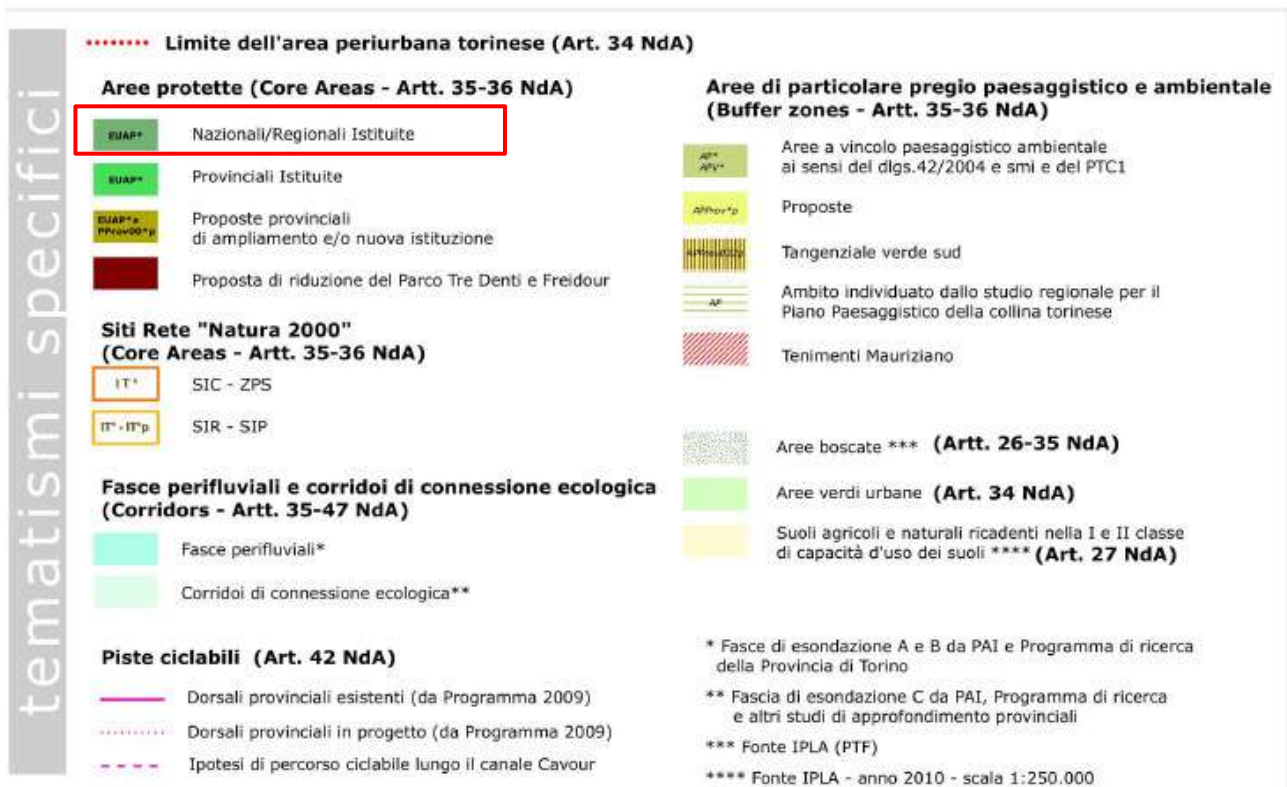 tematismi specifici
Limite dell'area periurbana torinese (Art. 34 NdA)
Aree protette (Core Areas - Artt. 35-36 NdA)
EUAP* Nazionali/Regionali Istituite
EUAP* Provinciali Istituite
EUAP*e
PProv00*p
Proposte provinciali
di ampliamento e/o nuova istituzione
Proposta di riduzione del Parco Tre Denti e Freidour
Siti Rete "Natura 2000"
(Core Areas - Artt. 35-36 NdA)
IT* SIC - ZPS
IT* - IT*p SIR - SIP
Fasce perifluviali e corridoi di connessione ecologica
(Corridors - Artt. 35-47 NdA)
Fasce perifluviali*
Corridoi di connessione ecologica**
Piste ciclabili (Art. 42 NdA)
Dorsali provinciali esistenti (da Programma 2009)
Dorsali provinciali in progetto (da Programma 2009)
Ipotesi di percorso ciclabile lungo il canale Cavour
Aree di particolare pregio paesaggistico e ambientale
(Buffer zones - Artt. 35-36 NdA)
AP*
APV*
Aree a vincolo paesaggistico ambientale
ai sensi del dlgs.42/2004 e smi e del PTC1
APProv*p Proposte
Tangenziale verde sud
AP
Ambito individuato dallo studio regionale per il
Piano Paesaggistico della collina torinese
Tenimenti Mauriziano
Aree boscate *** (Artt. 26-35 NdA)
Aree verdi urbane (Art. 34 NdA)
Suoli agricoli e naturali ricadenti nella I e II classe
di capacità d'uso dei suoli **** (Art. 27 NdA)
* Fasce di esondazione A e B da PAI e Programma di ricerca
della Provincia di Torino
** Fascia di esondazione C da PAI, Programma di ricerca
e altri studi di approfondimento provinciali
*** Fonte IPLA (PTF)
**** Fonte IPLA - anno 2010 - scala 1:250.000